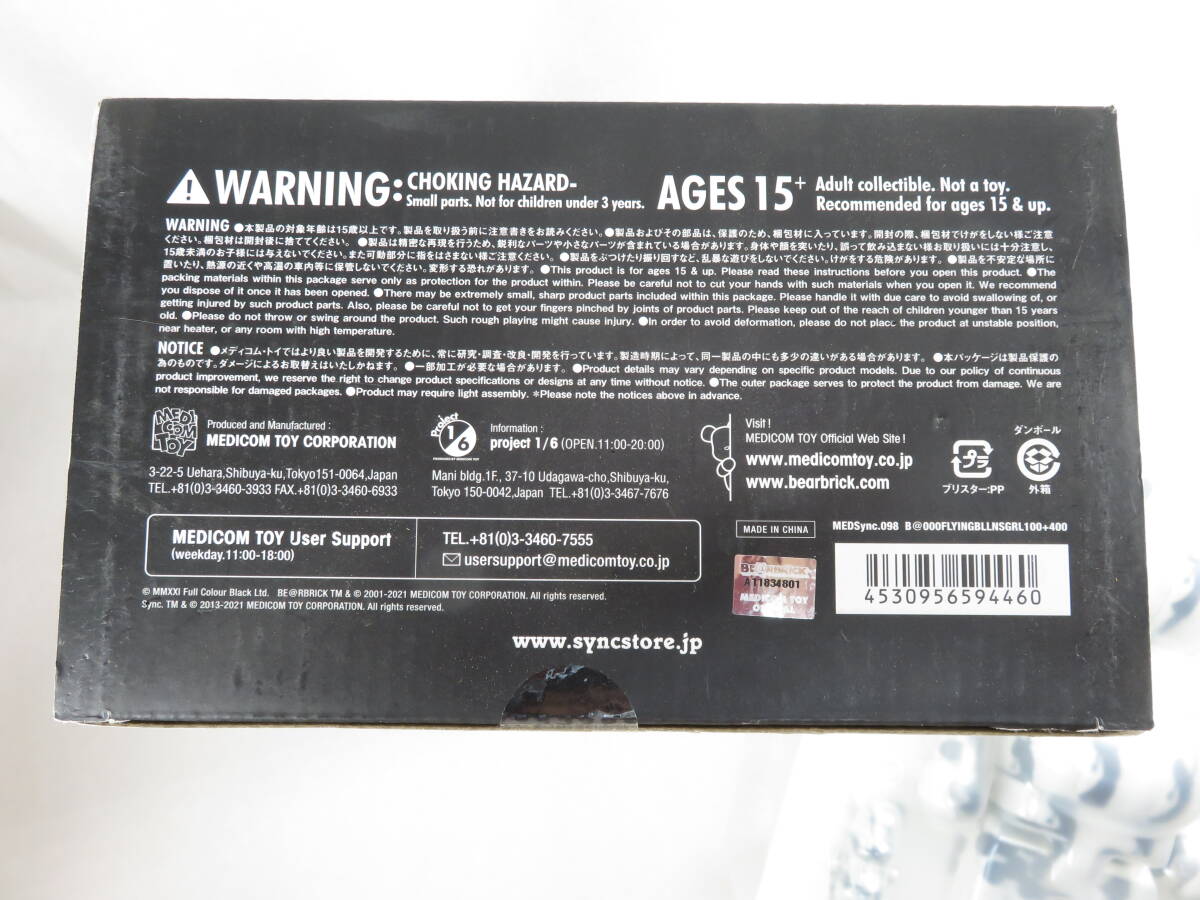 WARNING: CHOKING HAZARD-
Small parts. Not for children under 3 years.
AGES 15+ Adult collectible. Not a toy.
Recommended for ages 15 & up.
WARNING ●本製品の対象年齢は15歳以上です。製品を取り扱う前に注意書きをお読みください。●製品およびその部品は、保護のため、梱包材に入っています。開封の際、梱包材でけがをしないようご注意
ください。梱包材は開封後に捨ててください。 ●製品は精密な再現を行うため、鋭利なパーツや小さなパーツが含まれている場合があります。身体や顔を突いたり、誤って飲み込まない様お取り扱いには十分注意し、
15歳未満のお子様には与えないでください。また可動部分に指をはさまない様ご注意ください。 ●製品をぶつけたり振り回すなど、乱暴な遊びをしないでください。けがをする危険があります。 ●製品を不安定な場所に
置いたり、熱源の近くや高温の車内等に保管しないでください。変形する恐れがあります。 ●This product is for ages 15 & up. Please read these instructions before you open this product. ●The
packing materials within this package serve only as protection for the product within. Please be careful not to cut your hands with such materials when you open it. We recommend
you dispose of it once it has been opened. ●There may be extremely small, sharp product parts included within this package. Please handle it with due care to avoid swallowing of, or
getting injured by such product parts. Also, please be careful not to get your fingers pinched by joints of product parts. Please keep out of the reach of children younger than 15 years
old. ●Please do not throw or swing around the product. Such rough playing might cause injury. ●In order to avoid deformation, please do not place the product at unstable position,
near heater, or any room with high temperature.
NOTICE ●メディコム・トイではより良い製品を開発するために、常に研究・調査・改良・開発を行っています。製造時期によって、同一製品の中にも多少の違いがある場合があります。 ●本パッケージは製品保護の
為のものです。ダメージによるお取替えはいたしかねます。 ●一部加工が必要な場合があります。 ●Product details may vary depending on specific product models. Due to our policy of continuous
product improvement, we reserve the right to change product specifications or designs at any time without notice. ●The outer package serves to protect the product from damage. We are
not responsible for damaged packages. ●Product may require light assembly. *Please note the notices above in advance.
MEDI COM TOY
Produced and Manufactured :
MEDICOM TOY CORPORATION
3-22-5 Uehara,Shibuya-ku,Tokyo151-0064,Japan
TEL.+81(0)3-3460-3933 FAX.+81(0)3-3460-6933
Project 1/6
PRODUCED BY MEDICOM TOY
Information :
project 1/6 (OPEN.11:00-20:00)
Mani bldg.1F, 37-10 Udagawa-cho,Shibuya-ku,
Tokyo 150-0042,Japan TEL.+81(0)3-3467-7676
Visit !
MEDICOM TOY Official Web Site !
www.medicomtoy.co.jp
www.bearbrick.com
プラ
ブリスター:PP
ダンボール
外箱
MEDICOM TOY User Support
(weekday.11:00-18:00)
TEL.+81(0)3-3460-7555
usersupport@medicomtoy.co.jp
MADE IN CHINA
MEDSync.098 B@000FLYINGBLLNSGRL100+400
BE@RBRICK
AT1834801
MEDICOM TOY
OFFICIAL
4530956594460
© MMXXI Full Colour Black Ltd. BE@RBRICK TM & © 2001-2021 MEDICOM TOY CORPORATION. All rights reserved.
Sync. TM & © 2013-2021 MEDICOM TOY CORPORATION. All rights reserved.
www.syncstore.jp